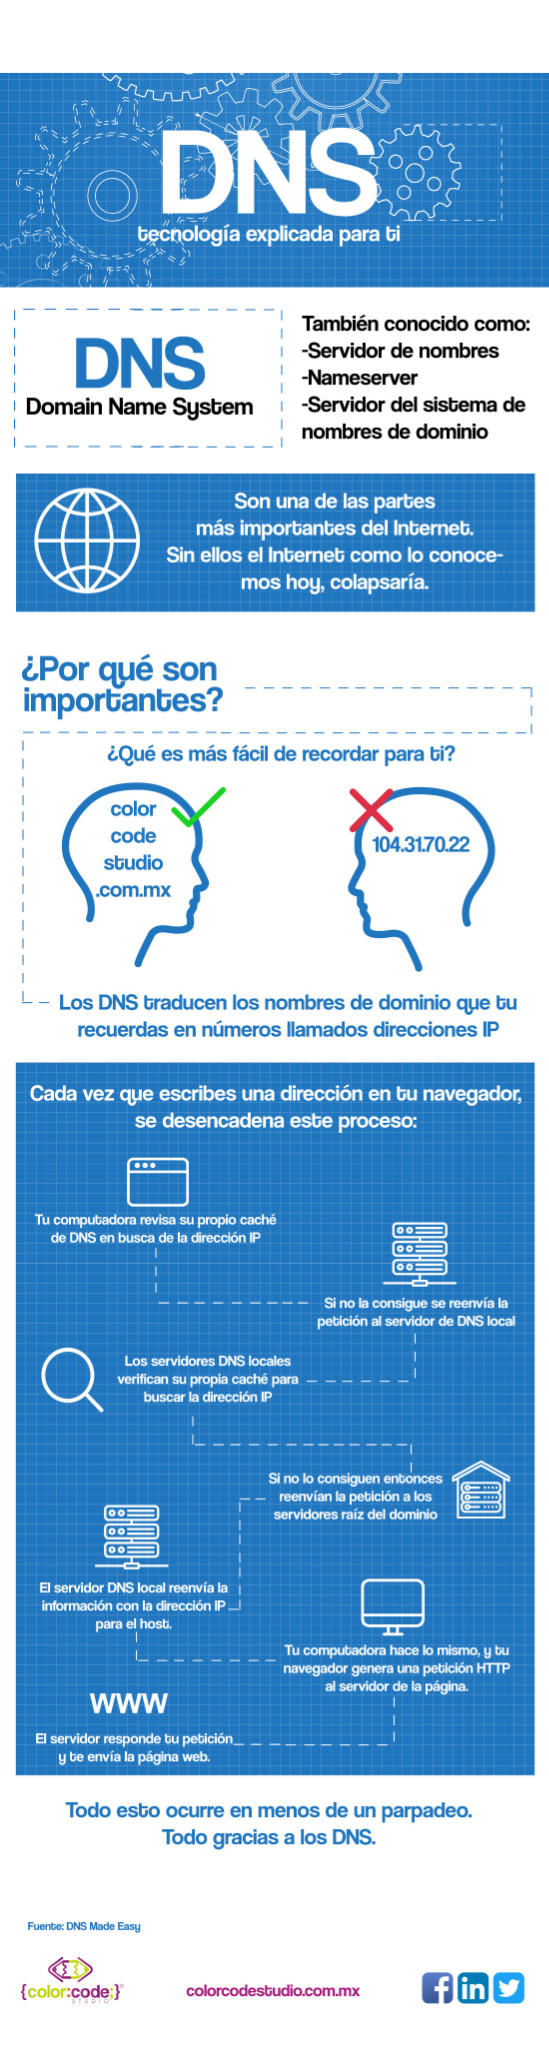 DNS
tecnología explicada para ti
DNS
Domain Name System
También conocido como:
-Servidor de nombres
-Nameserver
-Servidor del sistema de
nombres de dominio
Son una de las partes
más importantes del Internet.
Sin ellos el Internet como lo conoce-
mos hoy, colapsaría.
¿Por qué son
importantes?
¿Qué es más fácil de recordar para ti?
color
code
studio
.com.mx
104.31.70.22
Los DNS traducen los nombres de dominio que tu
recuerdas en números llamados direcciones IP
Cada vez que escribes una dirección en tu navegador,
se desencadena este proceso:
Tu computadora revisa su propio caché
de DNS en busca de la dirección IP
Si no la consigue se reenvía la
petición al servidor de DNS local
Los servidores DNS locales
verifican su propia caché para
buscar la dirección IP
Si no lo consiguen entonces
reenvían la petición a los
servidores raíz del dominio
El servidor DNS local reenvía la
información con la dirección IP
para el host.
Tu computadora hace lo mismo, y tu
navegador genera una petición HTTP
al servidor de la página.
WWW
El servidor responde tu petición
y te envía la página web.
Todo esto ocurre en menos de un parpadeo.
Todo gracias a los DNS.
Fuente: DNS Made Easy
{color:code;}®
STUDIO
colorcodestudio.com.mx
f in